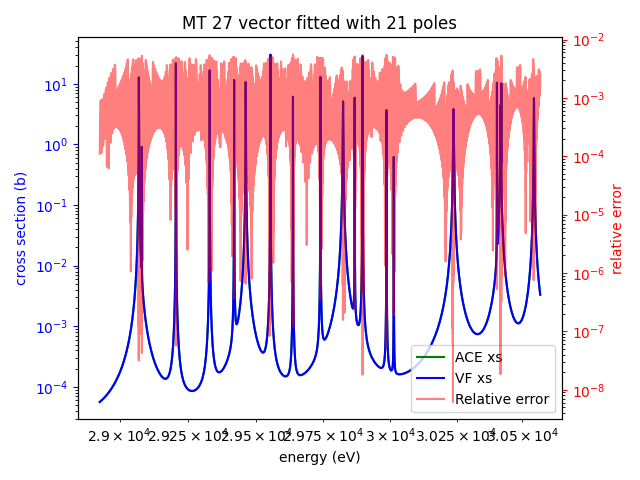 MT 27 vector fitted with 21 poles
cross section (b)
10¹
10⁰
10⁻¹
10⁻²
10⁻³
10⁻⁴
10⁻²
10⁻³
10⁻⁴
10⁻⁵
10⁻⁶
10⁻⁷
10⁻⁸
relative error
ACE xs
VF xs
Relative error
2.9 × 10⁴ 2.925 × 10⁴ 2.95 × 10⁴ 2.975 × 10⁴ 3 × 10⁴ 3.025 × 10⁴ 3.05 × 10⁴
energy (eV)